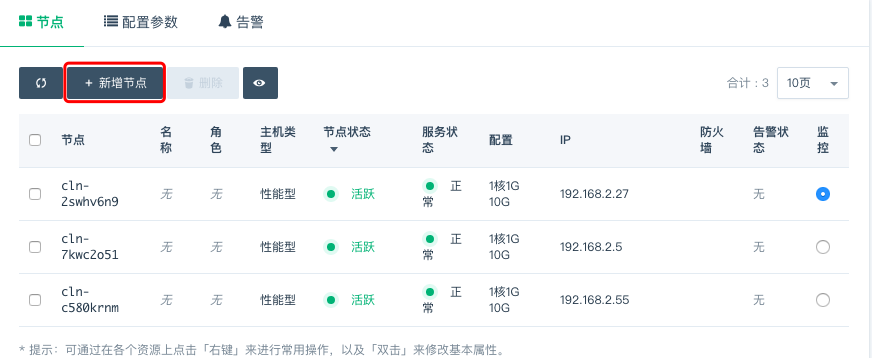 节点 配置参数 告警
+ 新增节点 删除 合计 : 3 10页
节点 名称 角色 主机类型 节点状态 服务状态 配置 IP 防火墙 告警状态 监控
cln-2swhv6n9 无 无 性能型 活跃 正常 1核1G 10G 192.168.2.27 无
cln-7kwc2o51 无 无 性能型 活跃 正常 1核1G 10G 192.168.2.5 无
cln-c580krnm 无 无 性能型 活跃 正常 1核1G 10G 192.168.2.55 无
* 提示：可通过在各个资源上点击「右键」来进行常用操作，以及「双击」来修改基本属性。